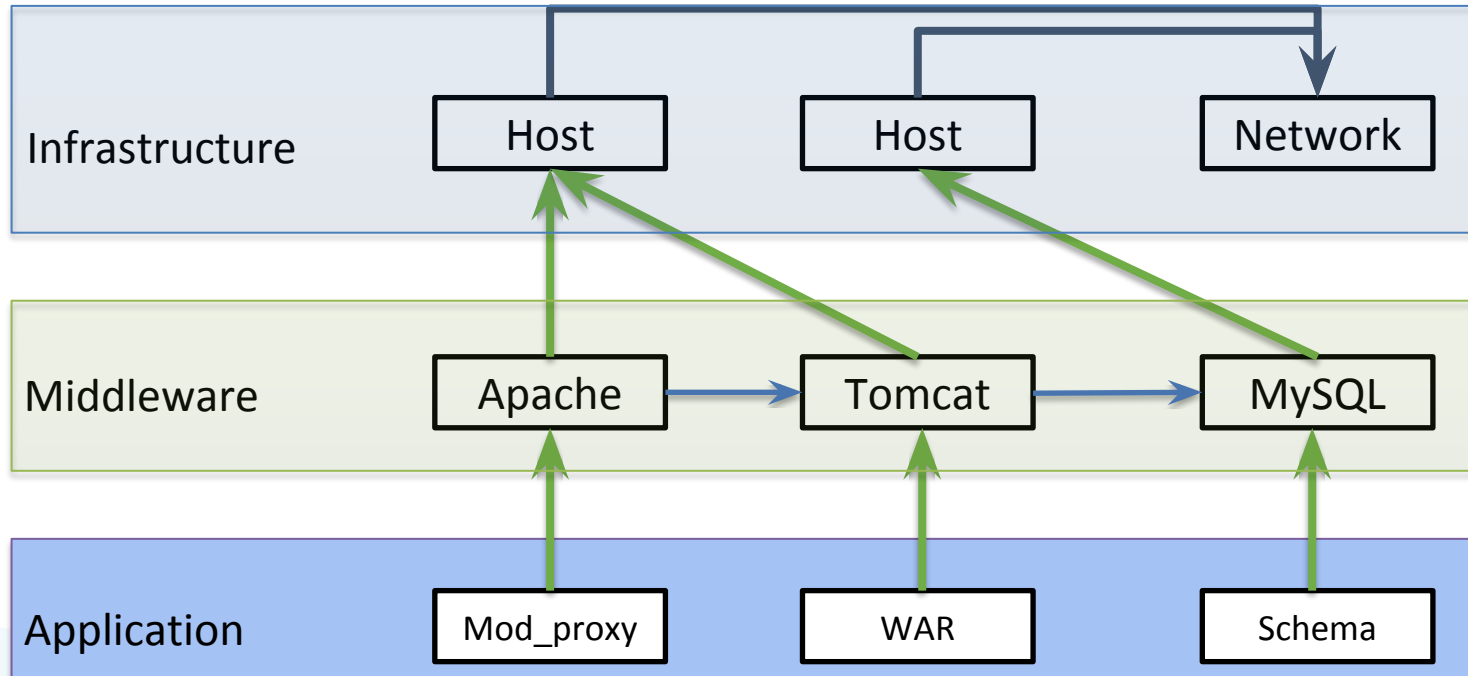 Infrastructure
Host
Host
Network
Middleware
Apache
Tomcat
MySQL
Application
Mod_proxy
WAR
Schema